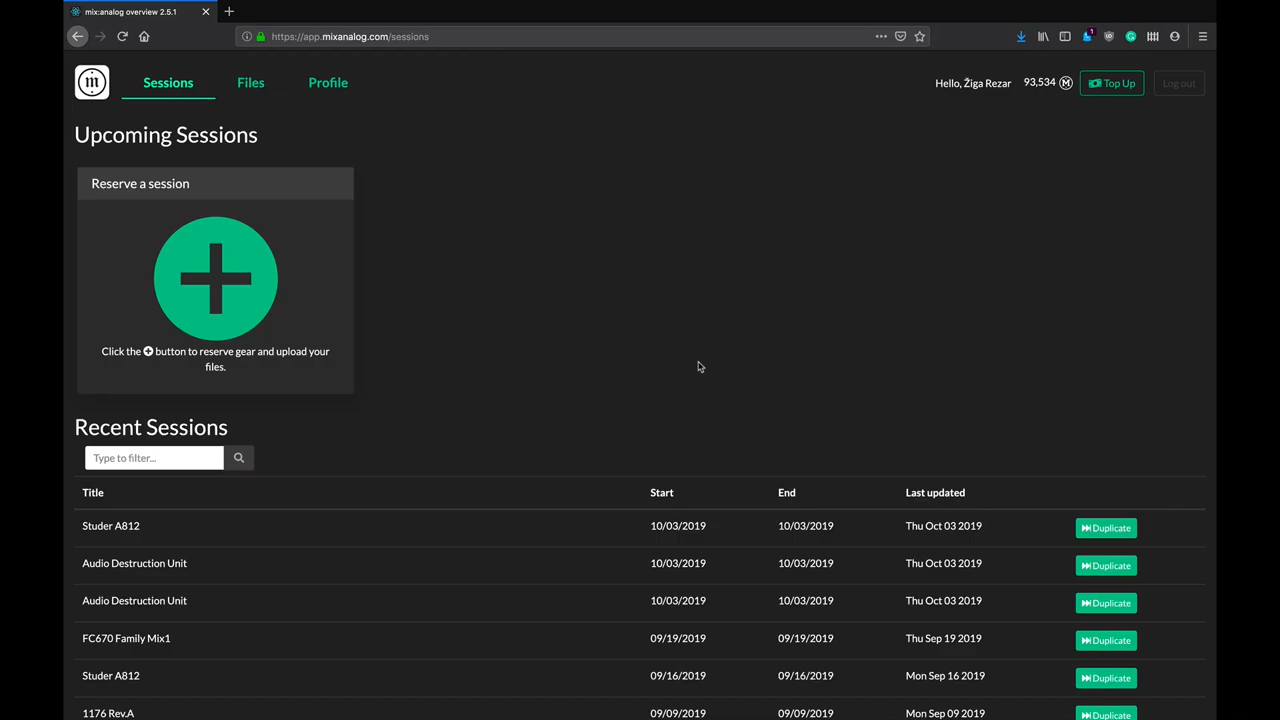 mix:analog overview 2.5.1
https://app.mixanalog.com/sessions
1
m
Sessions
Files
Profile
Hello, Žiga Rezar
93,534 M
Top Up
Log out
Upcoming Sessions
Reserve a session
Click the button to reserve gear and upload your
files.
Recent Sessions
Type to filter...
Title Start End Last updated
Studer A812 10/03/2019 10/03/2019 Thu Oct 03 2019 Duplicate
Audio Destruction Unit 10/03/2019 10/03/2019 Thu Oct 03 2019 Duplicate
Audio Destruction Unit 10/03/2019 10/03/2019 Thu Oct 03 2019 Duplicate
FC670 Family Mix1 09/19/2019 09/19/2019 Thu Sep 19 2019 Duplicate
Studer A812 09/16/2019 09/16/2019 Mon Sep 16 2019 Duplicate
1176 Rev.A 09/09/2019 09/09/2019 Mon Sep 09 2019 Duplicate